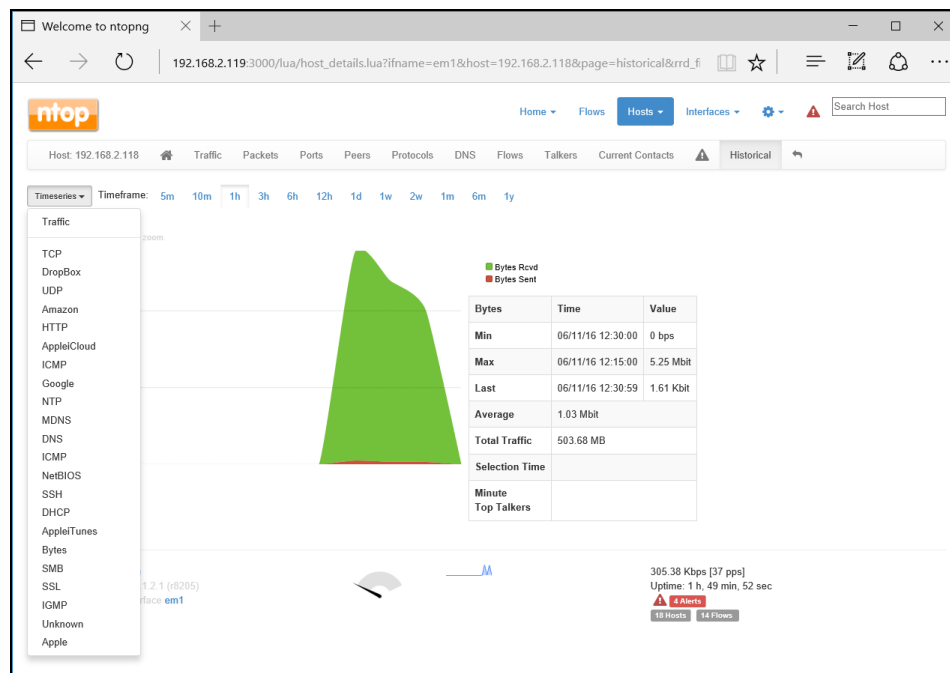 Welcome to ntopng
192.168.2.119:3000/lua/host_details.lua?ifname=em1&host=192.168.2.118&page=historical&rrd_fi
ntop
Home Flows Hosts Interfaces Search Host
Host: 192.168.2.118 Traffic Packets Ports Peers Protocols DNS Flows Talkers Current Contacts Historical
Timeseries Timeframe: 5m 10m 1h 3h 6h 12h 1d 1w 2w 1m 6m 1y
Traffic
zoom.
TCP
DropBox
UDP
Amazon
HTTP
AppleiCloud
ICMP
Google
NTP
MDNS
DNS
ICMP
NetBIOS
SSH
DHCP
AppleiTunes
Bytes
SMB
SSL
IGMP
Unknown
Apple
Bytes Rcvd
Bytes Sent
Bytes Time Value
Min 06/11/16 12:30:00 0 bps
Max 06/11/16 12:15:00 5.25 Mbit
Last 06/11/16 12:30:59 1.61 Kbit
Average 1.03 Mbit
Total Traffic 503.68 MB
Selection Time
Minute
Top Talkers
.1.2.1 (r8205)
rface em1
305.38 Kbps [37 pps]
Uptime: 1 h, 49 min, 52 sec
4 Alerts
18 Hosts 14 Flows